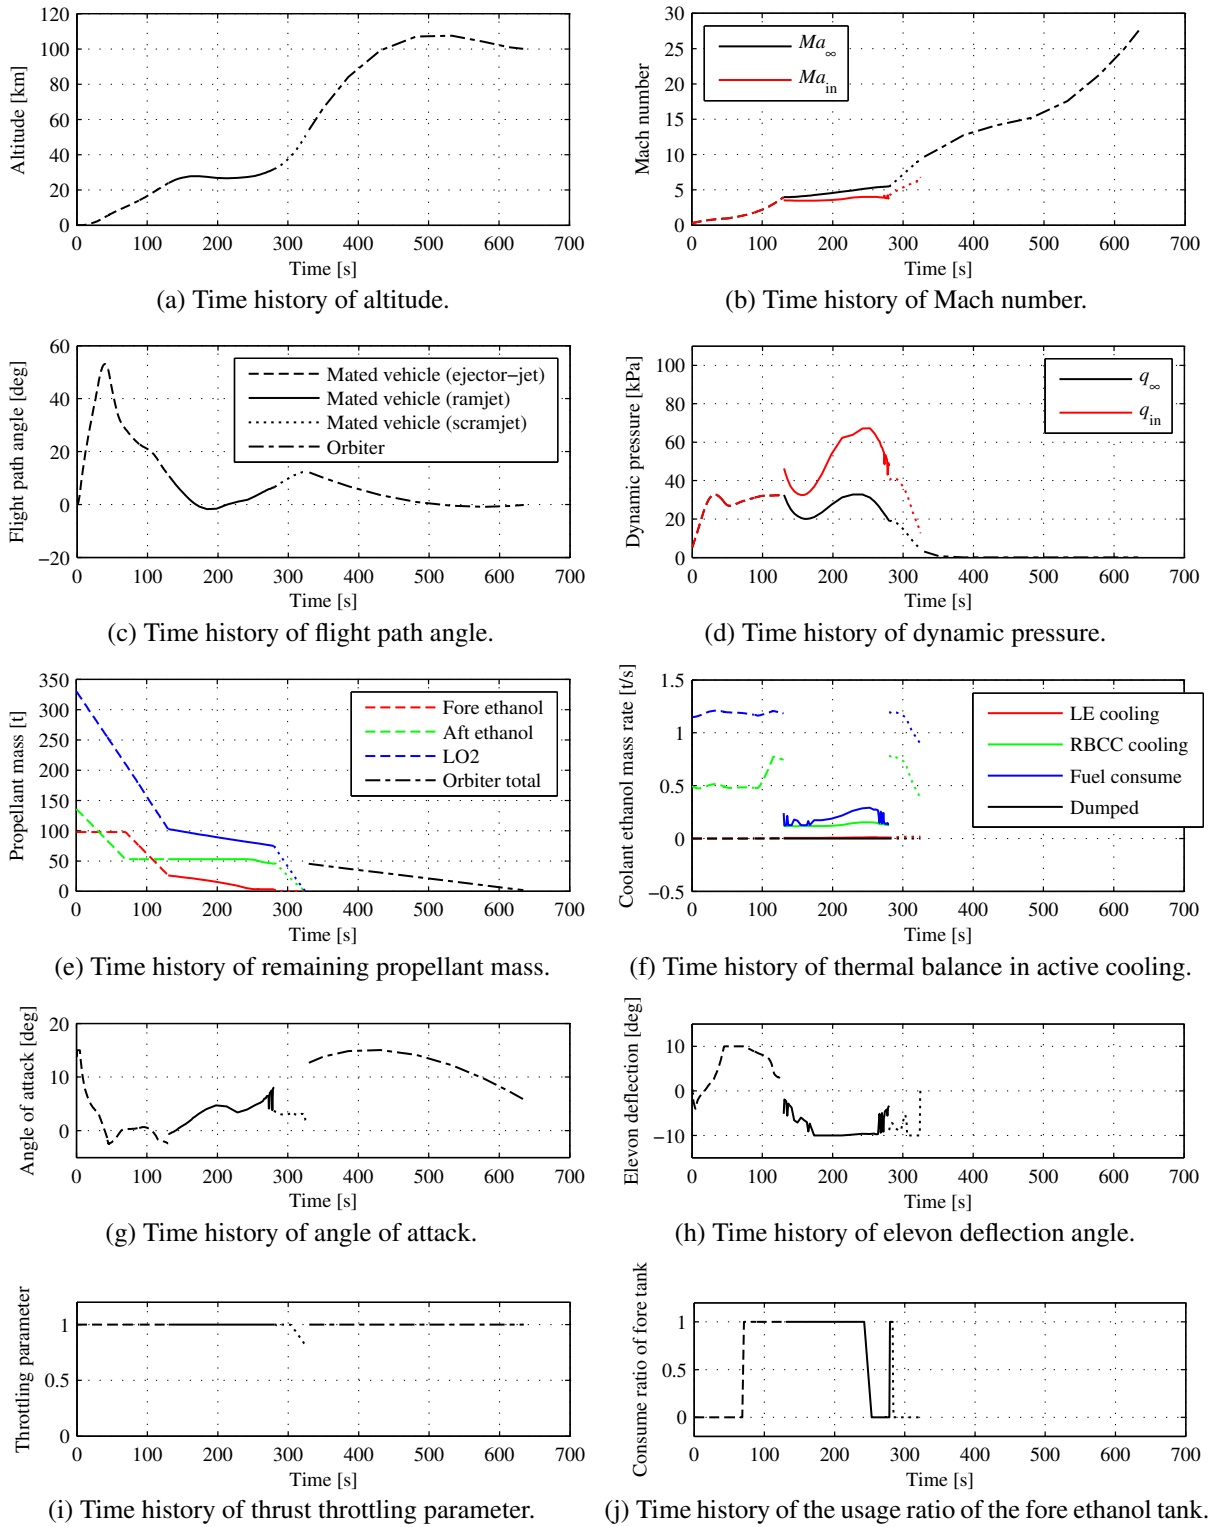 120
100
80
60
40
20
0
0 100 200 300 400 500 600 700
Altitude [km]
Time [s]
(a) Time history of altitude.
30
25
20
15
10
5
0
0 100 200 300 400 500 600 700
Mach number
Ma∞
Ma in
Time [s]
(b) Time history of Mach number.
60
40
20
0
−20
0 100 200 300 400 500 600 700
Flight path angle [deg]
Mated vehicle (ejector−jet)
Mated vehicle (ramjet)
Mated vehicle (scramjet)
Orbiter
Time [s]
(c) Time history of flight path angle.
100
80
60
40
20
0
0 100 200 300 400 500 600 700
Dynamic pressure [kPa]
q∞
q in
Time [s]
(d) Time history of dynamic pressure.
350
300
250
200
150
100
50
0
0 100 200 300 400 500 600 700
Propellant mass [t]
Fore ethanol
Aft ethanol
LO2
Orbiter total
Time [s]
(e) Time history of remaining propellant mass.
1.5
1
0.5
0
−0.5
0 100 200 300 400 500 600 700
Coolant ethanol mass rate [t/s]
LE cooling
RBCC cooling
Fuel consume
Dumped
Time [s]
(f) Time history of thermal balance in active cooling.
20
10
0
0 100 200 300 400 500 600 700
Angle of attack [deg]
Time [s]
(g) Time history of angle of attack.
10
0
−10
0 100 200 300 400 500 600 700
Elevon deflection [deg]
Time [s]
(h) Time history of elevon deflection angle.
1
0.5
0
0 100 200 300 400 500 600 700
Throttling parameter
Time [s]
(i) Time history of thrust throttling parameter.
1
0.5
0
0 100 200 300 400 500 600 700
Consume ratio of fore tank
Time [s]
(j) Time history of the usage ratio of the fore ethanol tank.